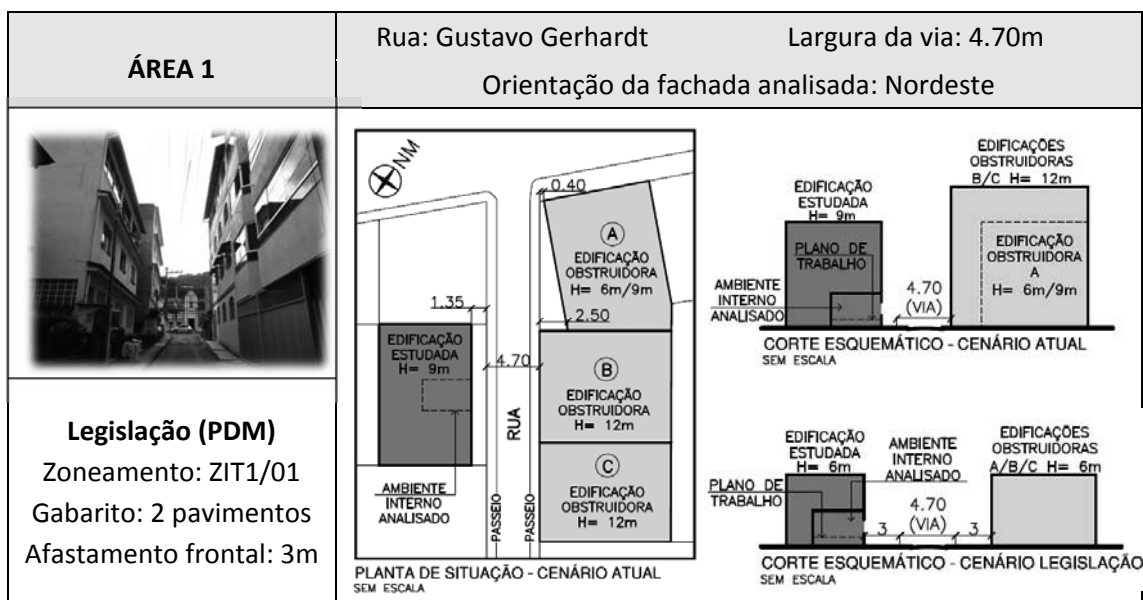 ÁREA 1
Rua: Gustavo Gerhardt
Largura da via: 4.70m
Orientação da fachada analisada: Nordeste
Legislação (PDM)
Zoneamento: ZIT1/01
Gabarito: 2 pavimentos
Afastamento frontal: 3m
NM
0.40
A
EDIFICAÇÃO
OBSTRUIDORA
H= 6m/9m
1.35
2.50
EDIFICAÇÃO
ESTUDADA
H= 9m
4.70
B
EDIFICAÇÃO
OBSTRUIDORA
H= 12m
RUA
C
EDIFICAÇÃO
OBSTRUIDORA
H= 12m
AMBIENTE
INTERNO
ANALISADO
PASSEIO
PASSEIO
PLANTA DE SITUAÇÃO - CENÁRIO ATUAL
SEM ESCALA
EDIFICAÇÕES
OBSTRUIDORAS
B/C H= 12m
EDIFICAÇÃO
ESTUDADA
H= 9m
PLANO DE
TRABALHO
EDIFICAÇÃO
OBSTRUIDORA
A
H= 6m/9m
AMBIENTE
INTERNO
ANALISADO
4.70
(VIA)
CORTE ESQUEMÁTICO - CENÁRIO ATUAL
SEM ESCALA
EDIFICAÇÃO
ESTUDADA
H= 6m
AMBIENTE
INTERNO
ANALISADO
EDIFICAÇÕES
OBSTRUIDORAS
A/B/C H= 6m
PLANO DE
TRABALHO
3
4.70
(VIA)
3
CORTE ESQUEMÁTICO - CENÁRIO LEGISLAÇÃO
SEM ESCALA